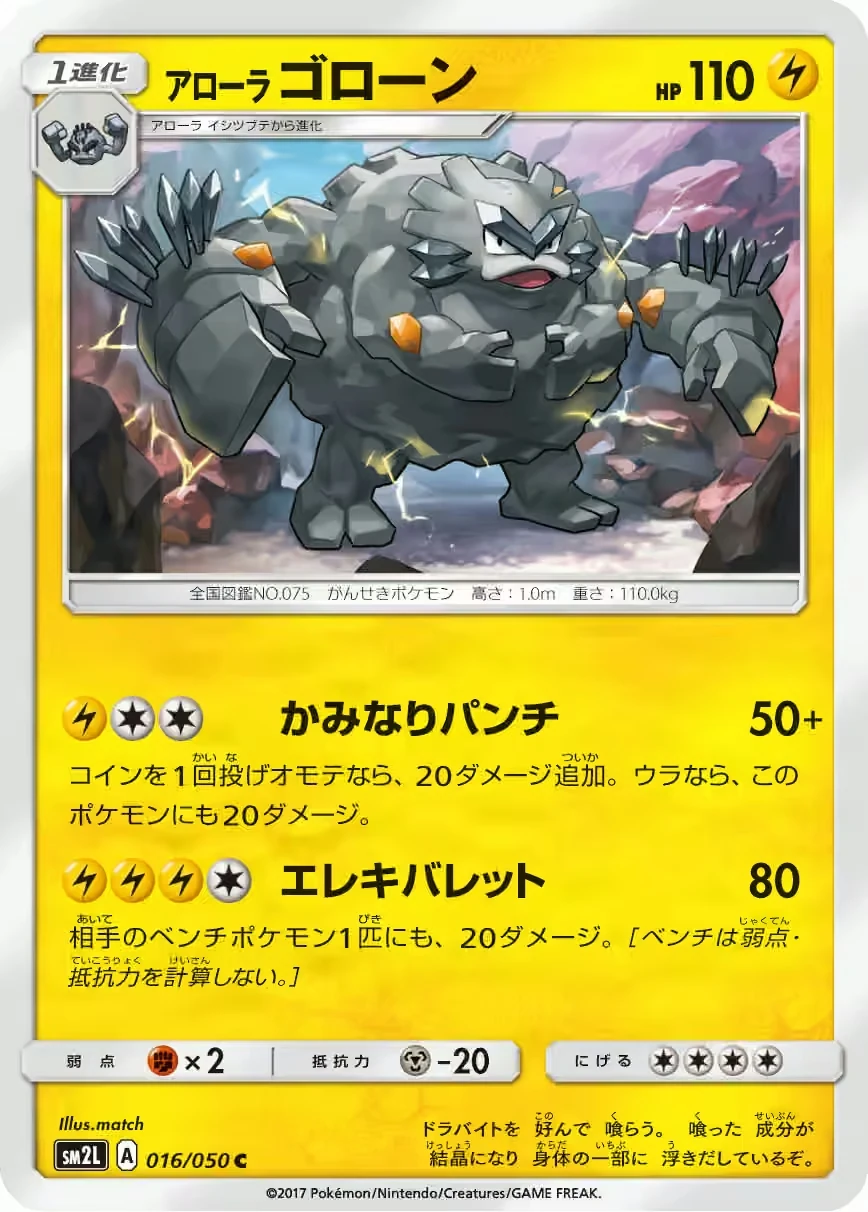 1進化
アローラ ゴローン HP 110
アローラ イシツブテから進化
全国図鑑NO.075 がんせきポケモン 高さ：1.0m 重さ：110.0kg
かみなりパンチ 50+
コインを1回投げオモテなら、20ダメージ追加。ウラなら、この
ポケモンにも20ダメージ。
エレキバレット 80
相手のベンチポケモン1匹にも、20ダメージ。［ベンチは弱点・
抵抗力を計算しない。］
弱点 ×2 抵抗力 -20 にげる
Illus.match
ドラバイトを 好んで 喰らう。 喰った 成分が
結晶になり 身体の一部に 浮きだしているぞ。
SM2L A 016/050 C
©2017 Pokémon/Nintendo/Creatures/GAME FREAK.